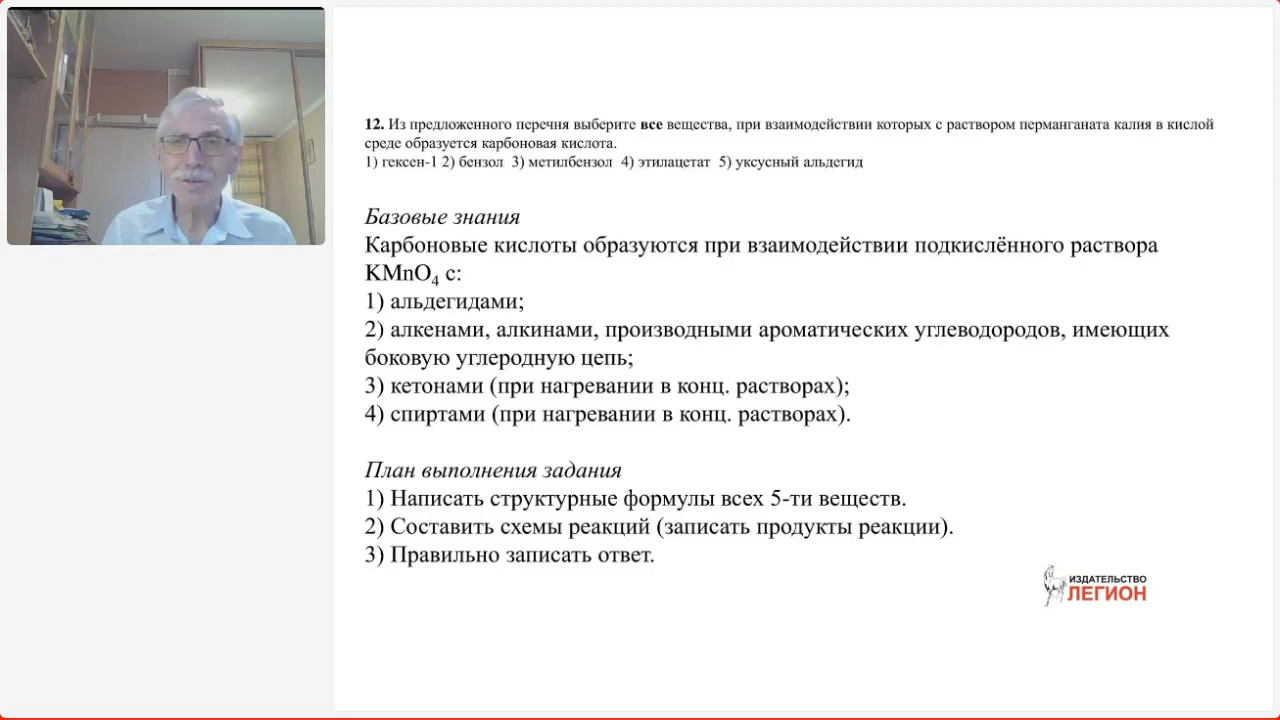 12. Из предложенного перечня выберите все вещества, при взаимодействии которых с раствором перманганата калия в кислой
среде образуется карбоновая кислота.
1) гексен-1 2) бензол 3) метилбензол 4) этилацетат 5) уксусный альдегид
Базовые знания
Карбоновые кислоты образуются при взаимодействии подкислённого раствора
KMnO₄ с:
1) альдегидами;
2) алкенами, алкинами, производными ароматических углеводородов, имеющих
боковую углеродную цепь;
3) кетонами (при нагревании в конц. растворах);
4) спиртами (при нагревании в конц. растворах).
План выполнения задания
1) Написать структурные формулы всех 5-ти веществ.
2) Составить схемы реакций (записать продукты реакции).
3) Правильно записать ответ.
ИЗДАТЕЛЬСТВО
ЛЕГИОН